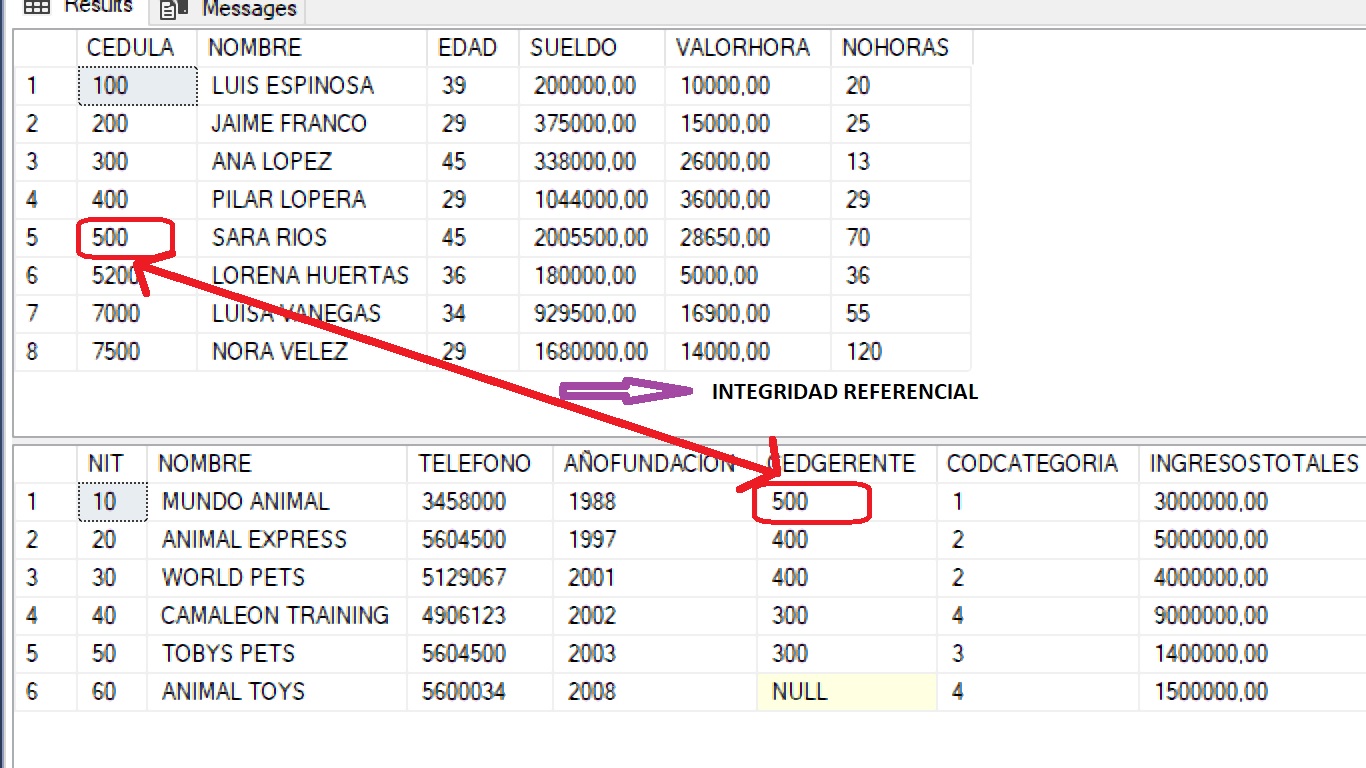 Results Messages
CEDULA NOMBRE EDAD SUELDO VALORHORA NOHORAS
1 100 LUIS ESPINOSA 39 200000,00 10000,00 20
2 200 JAIME FRANCO 29 375000,00 15000,00 25
3 300 ANA LOPEZ 45 338000,00 26000,00 13
4 400 PILAR LOPERA 29 1044000,00 36000,00 29
5 500 SARA RIOS 45 2005500,00 28650,00 70
6 5200 LORENA HUERTAS 36 180000,00 5000,00 36
7 7000 LUISA VANEGAS 34 929500,00 16900,00 55
8 7500 NORA VELEZ 29 1680000,00 14000,00 120
INTEGRIDAD REFERENCIAL
NIT NOMBRE TELEFONO AÑOFUNDACION CEDGERENTE CODCATEGORIA INGRESOSTOTALES
1 10 MUNDO ANIMAL 3458000 1988 500 1 3000000,00
2 20 ANIMAL EXPRESS 5604500 1997 400 2 5000000,00
3 30 WORLD PETS 5129067 2001 400 2 4000000,00
4 40 CAMALEON TRAINING 4906123 2002 300 4 9000000,00
5 50 TOBYS PETS 5604500 2003 300 3 1400000,00
6 60 ANIMAL TOYS 5600034 2008 NULL 4 1500000,00